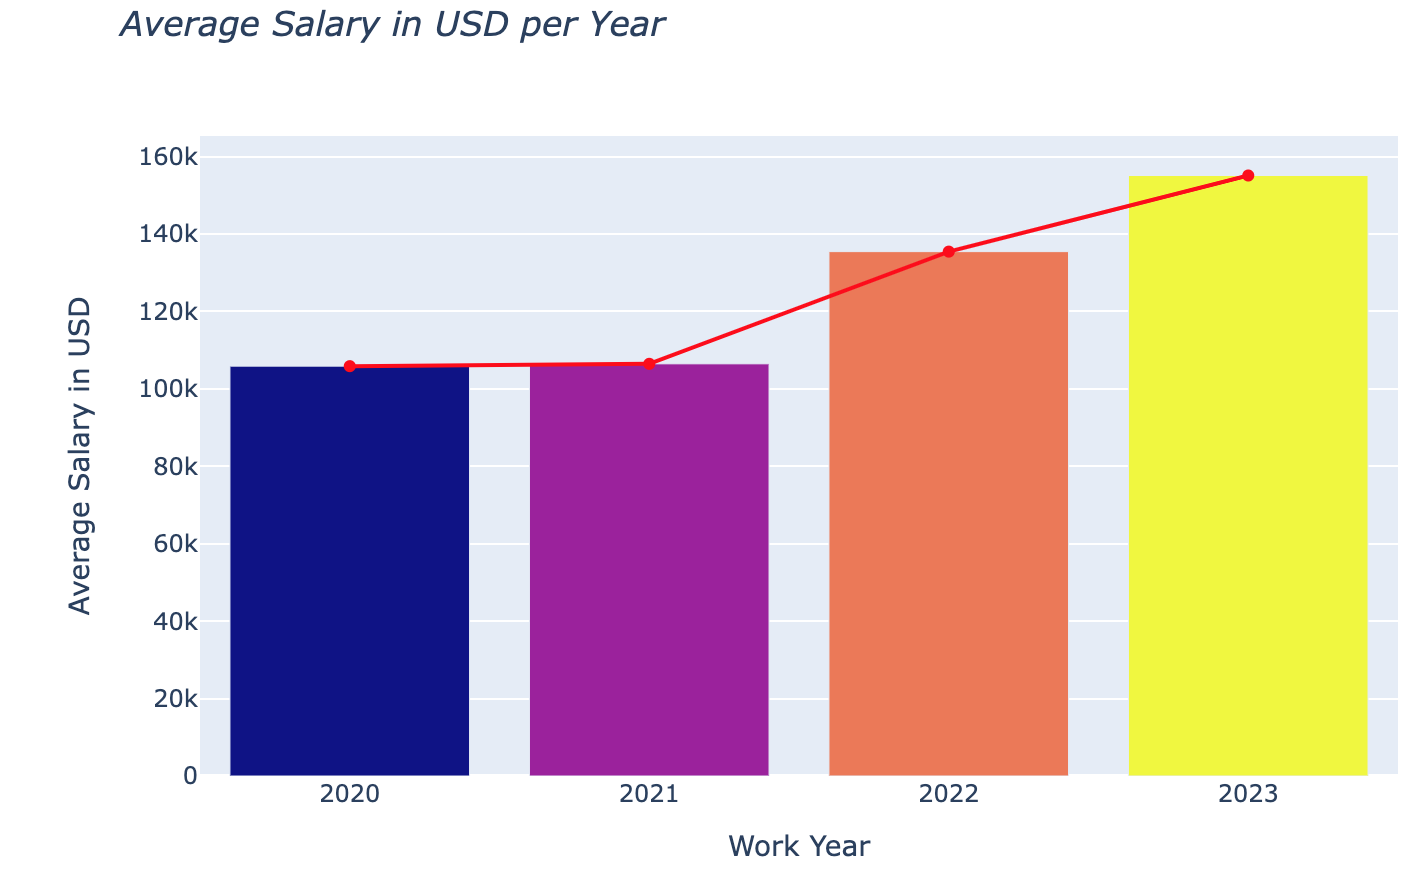 Average Salary in USD per Year
160k
140k
120k
100k
80k
60k
40k
20k
0
Average Salary in USD
2020 2021 2022 2023
Work Year